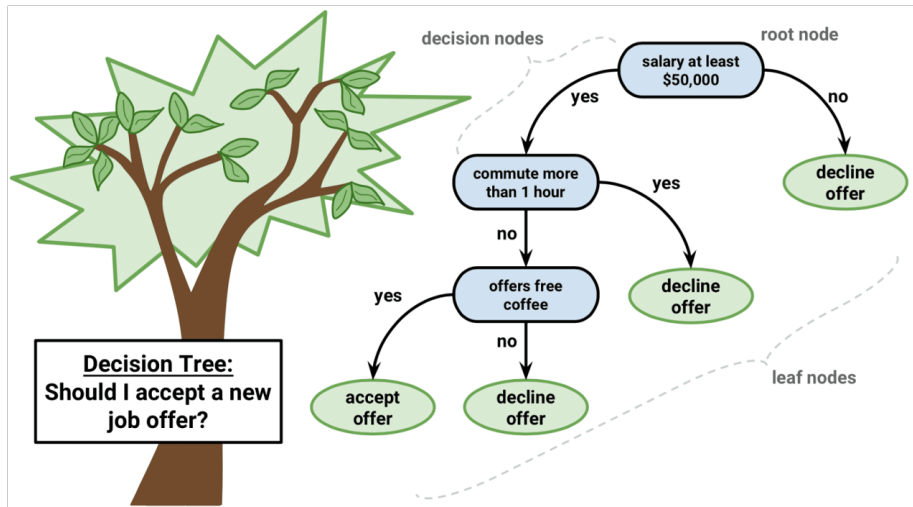 decision nodes
root node
salary at least
$50,000
yes
no
commute more
than 1 hour
yes
decline
offer
no
offers free
coffee
decline
offer
yes
no
Decision Tree:
Should I accept a new
job offer?
accept
offer
decline
offer
leaf nodes